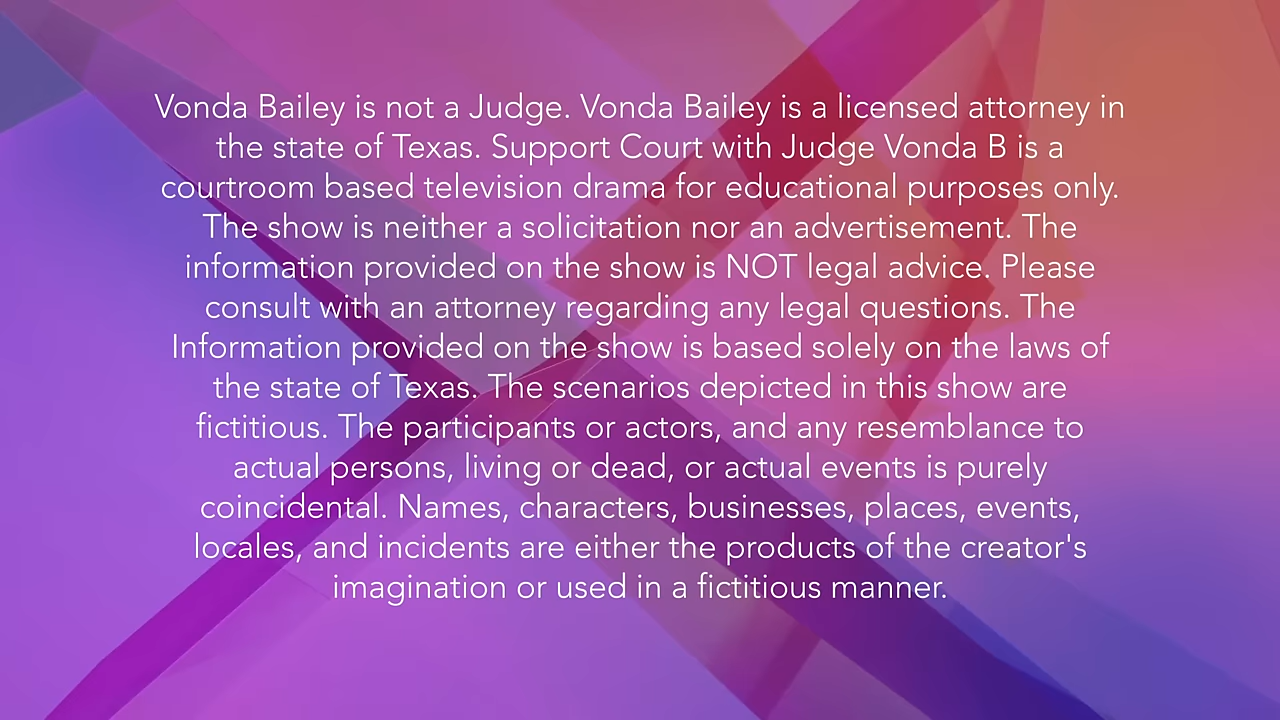 Vonda Bailey is not a Judge. Vonda Bailey is a licensed attorney in
the state of Texas. Support Court with Judge Vonda B is a
courtroom based television drama for educational purposes only.
The show is neither a solicitation nor an advertisement. The
information provided on the show is NOT legal advice. Please
consult with an attorney regarding any legal questions. The
Information provided on the show is based solely on the laws of
the state of Texas. The scenarios depicted in this show are
fictitious. The participants or actors, and any resemblance to
actual persons, living or dead, or actual events is purely
coincidental. Names, characters, businesses, places, events,
locales, and incidents are either the products of the creator's
imagination or used in a fictitious manner.